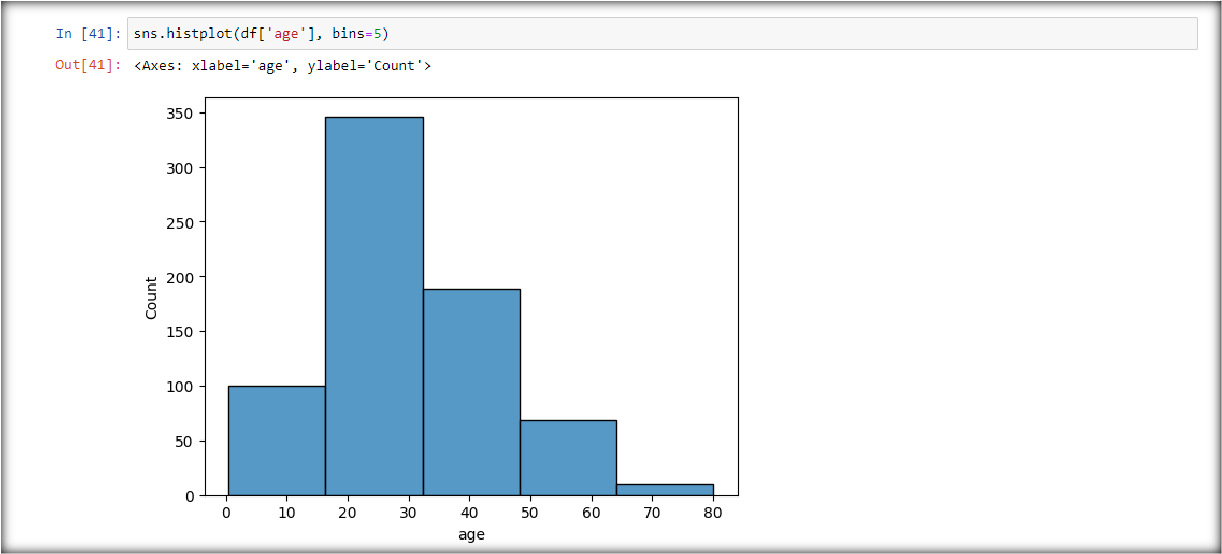 In [41]: sns.histplot(df['age'], bins=5)
Out[41]: <Axes: xlabel='age', ylabel='Count'>
350
300
250
200
150
100
50
0
Count
0 10 20 30 40 50 60 70 80
age